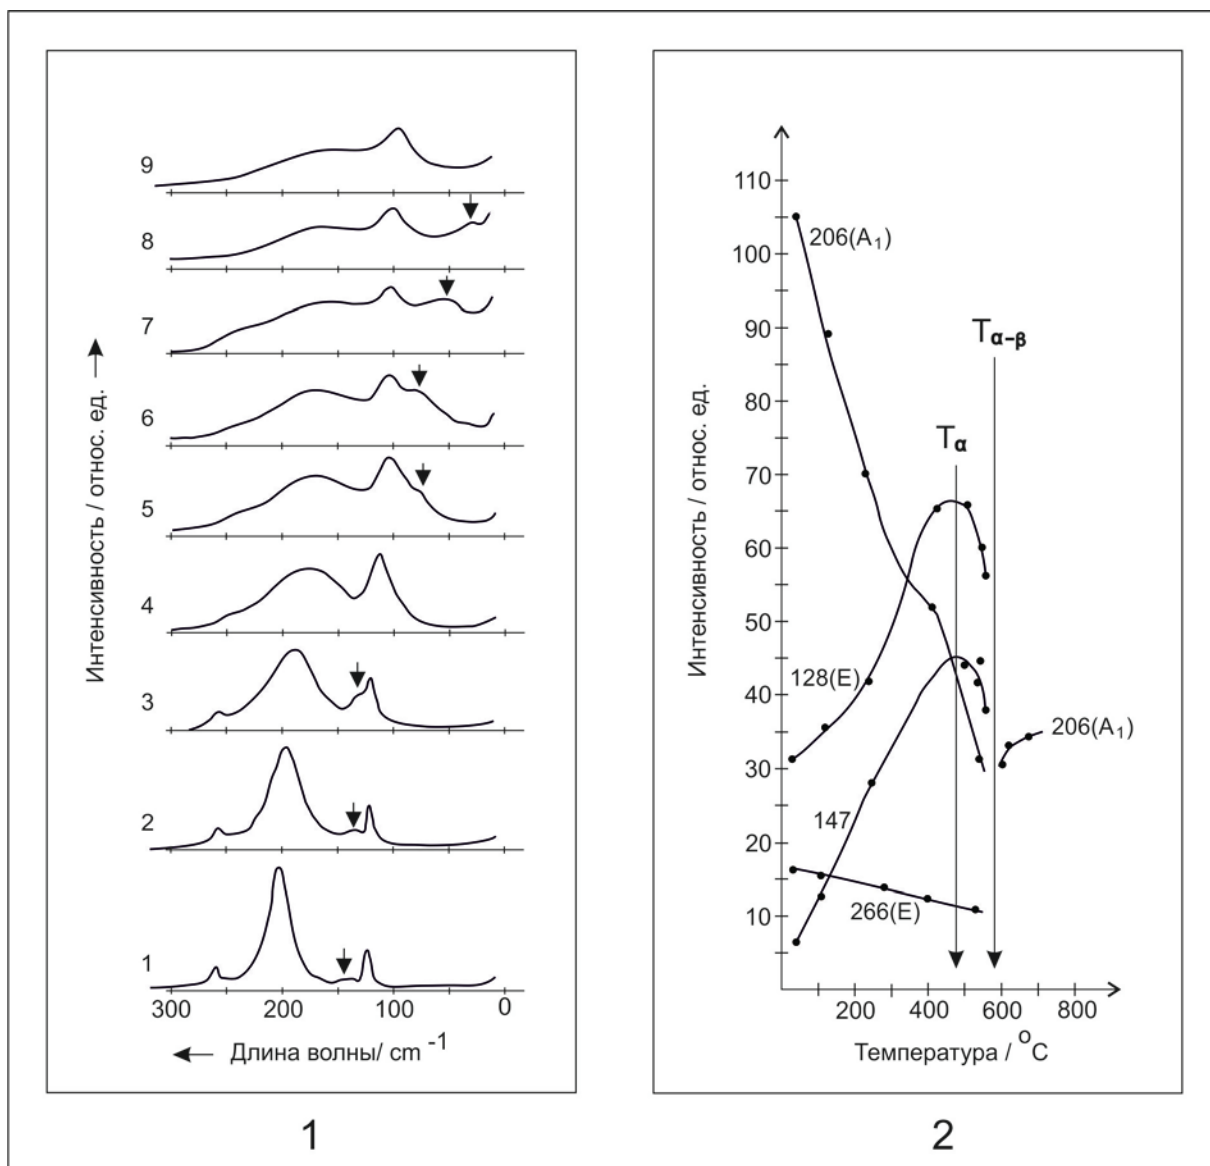 9
8
7
6
5
4
3
2
1
Интенсивность / относ. ед.
300 200 100 0
Длина волны/ cm -1
1
110
100
90
80
70
60
50
40
30
20
10
Интенсивность / относ. ед.
206(A1)
Tα-β
Tα
128(E)
206(A1)
147
266(E)
200 400 600 800
Температура / °C
2